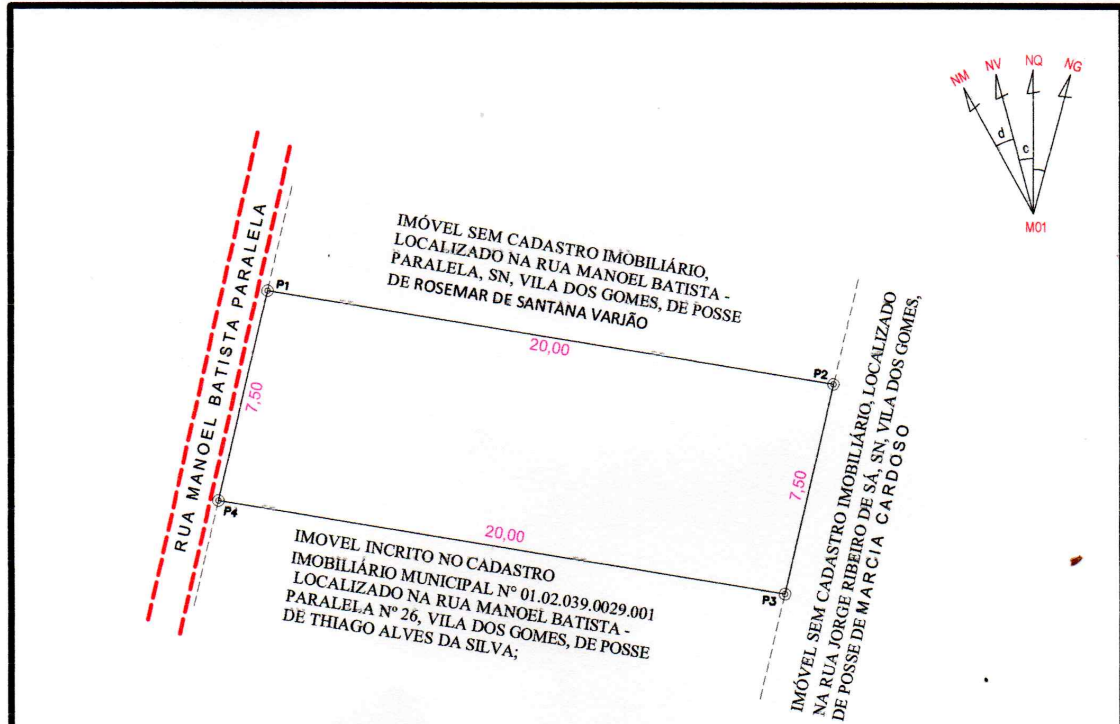 NM
NV
NQ
NG
d
c
M01
RUA MANOEL BATISTA PARALELA
IMÓVEL SEM CADASTRO IMOBILIÁRIO,
LOCALIZADO NA RUA MANOEL BATISTA -
PARALELA, SN, VILA DOS GOMES, DE POSSE
DE ROSEMAR DE SANTANA VARJÃO
P1
20,00
P2
7,50
7,50
P4
20,00
P3
IMOVEL INCRITO NO CADASTRO
IMOBILIÁRIO MUNICIPAL Nº 01.02.039.0029.001
LOCALIZADO NA RUA MANOEL BATISTA -
PARALELA Nº 26, VILA DOS GOMES, DE POSSE
DE THIAGO ALVES DA SILVA;
IMÓVEL SEM CADASTRO IMOBILIÁRIO, LOCALIZADO
NA RUA JORGE RIBEIRO DE SÁ, SN, VILA DOS GOMES,
DE POSSE DE MARCIA CARDOSO